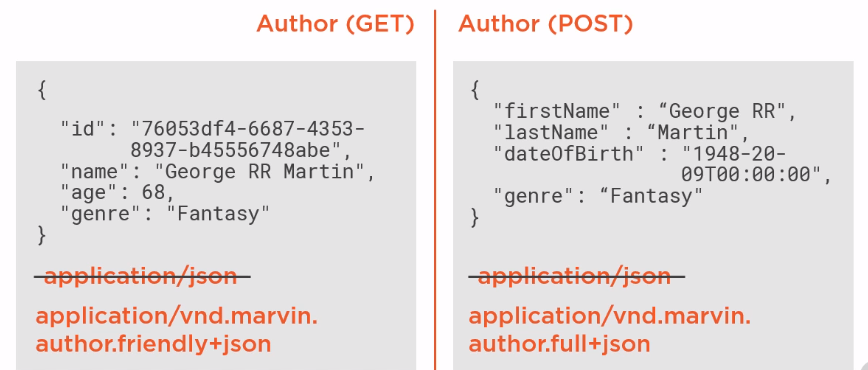 Author (GET)
{
"id": "76053df4-6687-4353-
8937-b45556748abe",
"name": "George RR Martin",
"age": 68,
"genre": "Fantasy"
}
application/json
application/vnd.marvin.
author.friendly+json
Author (POST)
{
"firstName" : “George RR",
"lastName" : “Martin",
"dateOfBirth" : "1948-20-
09T00:00:00",
"genre": “Fantasy"
}
application/json
application/vnd.marvin.
author.full+json